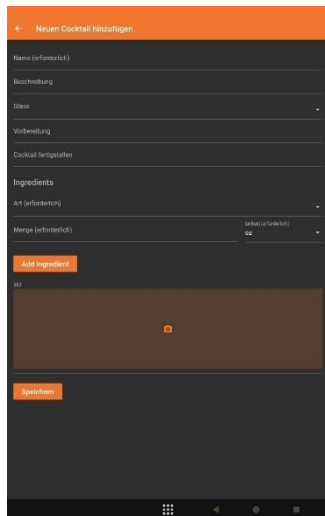 Neuen Cocktail hinzufügen
Name (erforderlich)
Beschreibung
Glass
Vorbereitung
Cocktail fertigstellen
Ingredients
Art (erforderlich)
Menge (erforderlich)
Einheit (erforderlich)
oz
Add Ingredient
Bild
Speichern